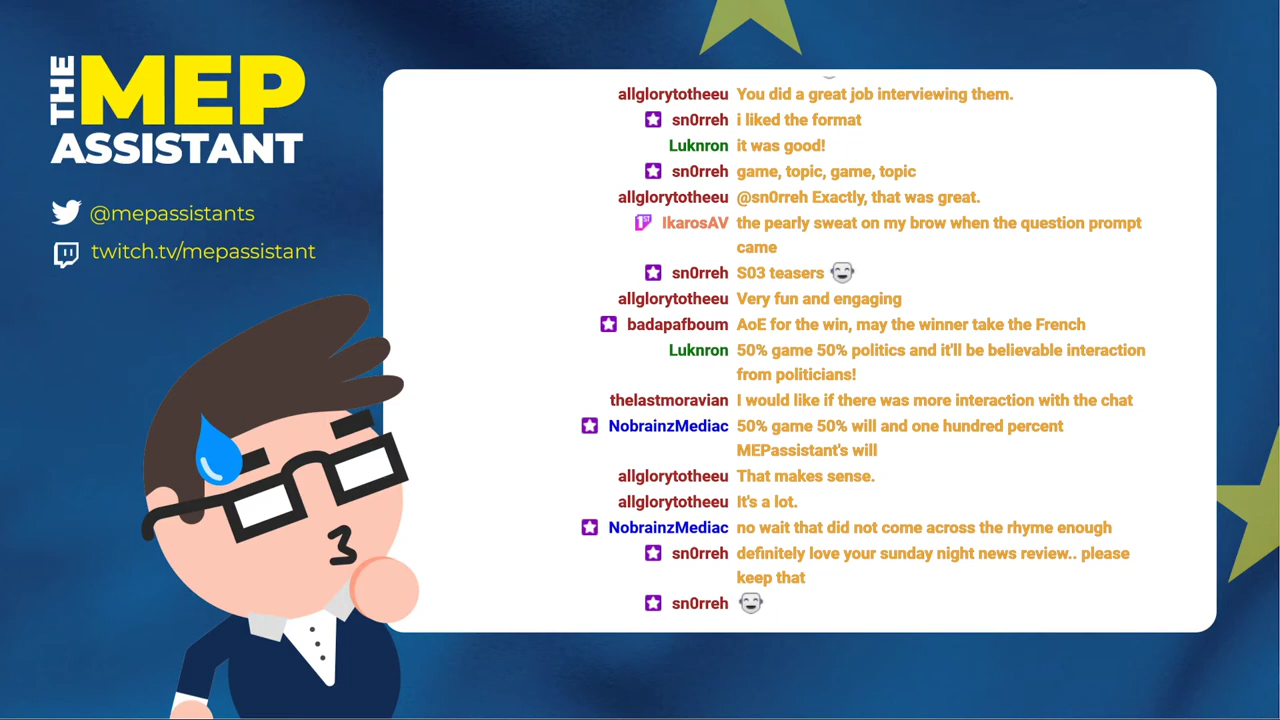 THE
MEP
ASSISTANT
@mepassistants
twitch.tv/mepassistant
allglorytotheeu You did a great job interviewing them.
sn0rreh i liked the format
Luknron it was good!
sn0rreh game, topic, game, topic
allglorytotheeu @sn0rreh Exactly, that was great.
IkarosAV the pearly sweat on my brow when the question prompt
came
sn0rreh S03 teasers
allglorytotheeu Very fun and engaging
badapafboum AoE for the win, may the winner take the French
Luknron 50% game 50% politics and it'll be believable interaction
from politicians!
thelastmoravian I would like if there was more interaction with the chat
NobrainzMediac 50% game 50% will and one hundred percent
MEPassistant's will
allglorytotheeu That makes sense.
allglorytotheeu It's a lot.
NobrainzMediac no wait that did not come across the rhyme enough
sn0rreh definitely love your sunday night news review.. please
keep that
sn0rreh